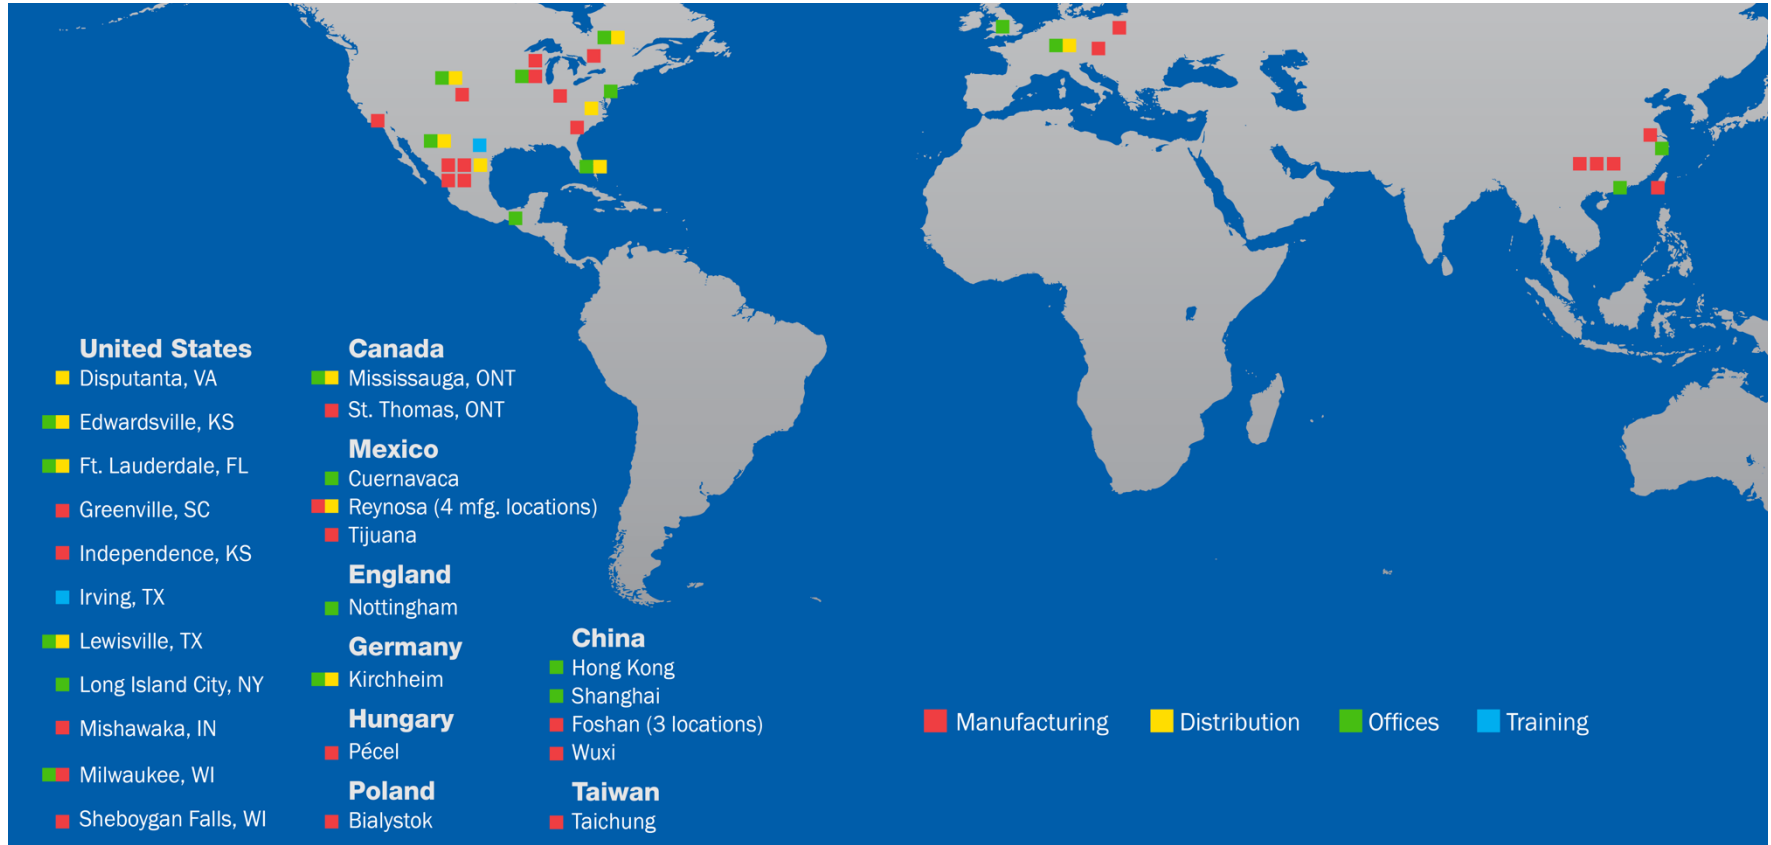 United States
Disputanta, VA
Edwardsville, KS
Ft. Lauderdale, FL
Greenville, SC
Independence, KS
Irving, TX
Lewisville, TX
Long Island City, NY
Mishawaka, IN
Milwaukee, WI
Sheboygan Falls, WI
Canada
Mississauga, ONT
St. Thomas, ONT
Mexico
Cuernavaca
Reynosa (4 mfg. locations)
Tijuana
England
Nottingham
Germany
Kirchheim
Hungary
Pécel
Poland
Bialystok
China
Hong Kong
Shanghai
Foshan (3 locations)
Wuxi
Taiwan
Taichung
Manufacturing
Distribution
Offices
Training